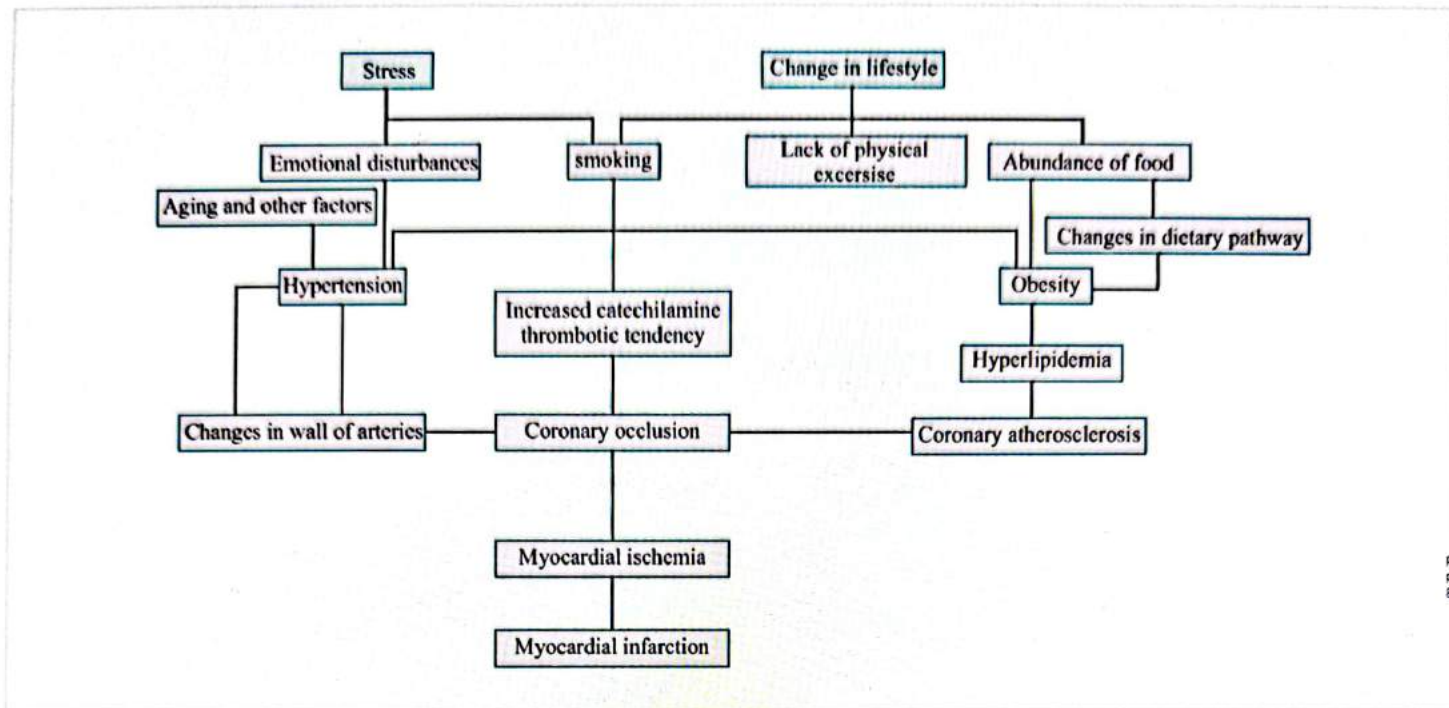 Stress
Change in lifestyle
Emotional disturbances
smoking
Lack of physical
excersise
Abundance of food
Aging and other factors
Changes in dietary pathway
Hypertension
Obesity
Increased catechilamine
thrombotic tendency
Hyperlipidemia
Changes in wall of arteries
Coronary occlusion
Coronary atherosclerosis
Myocardial ischemia
Myocardial infarction